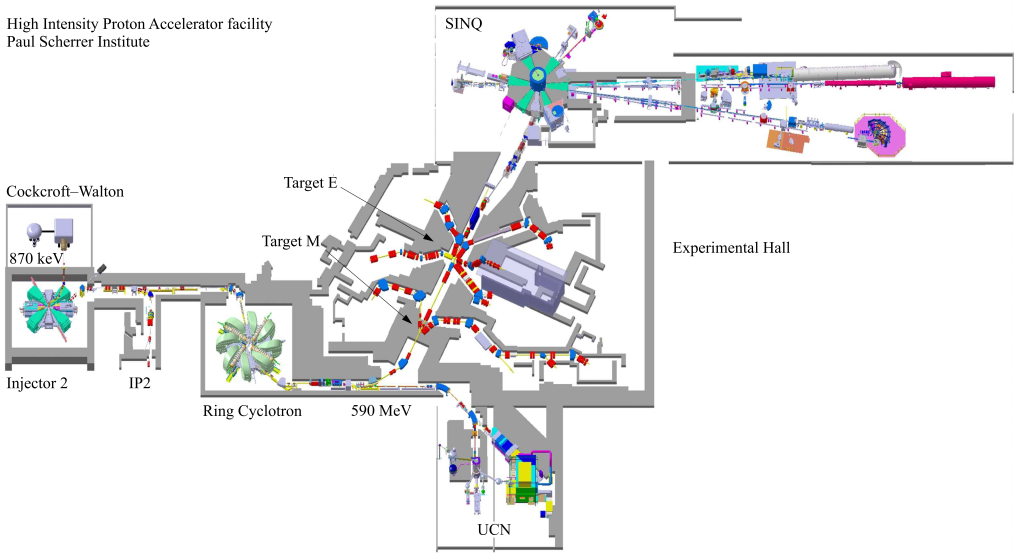 High Intensity Proton Accelerator facility
Paul Scherrer Institute
SINQ
Target E
Cockcroft–Walton
Target M
Experimental Hall
870 keV
Injector 2
IP2
Ring Cyclotron
590 MeV
UCN